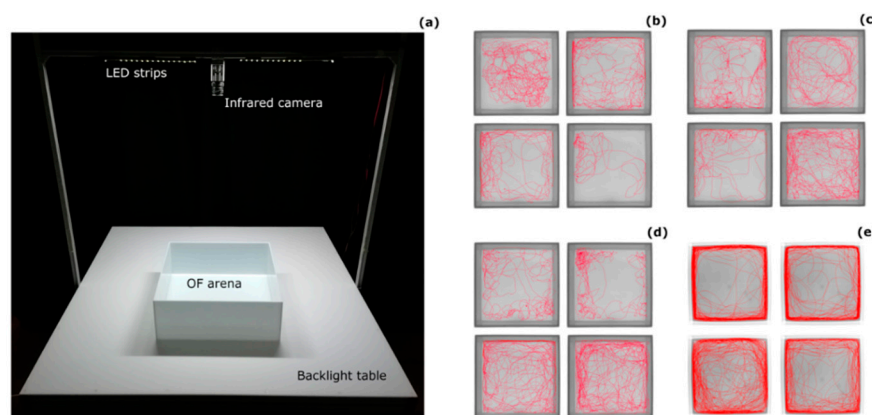 (a)
LED strips
Infrared camera
OF arena
Backlight table
(b)
(c)
(d)
(e)